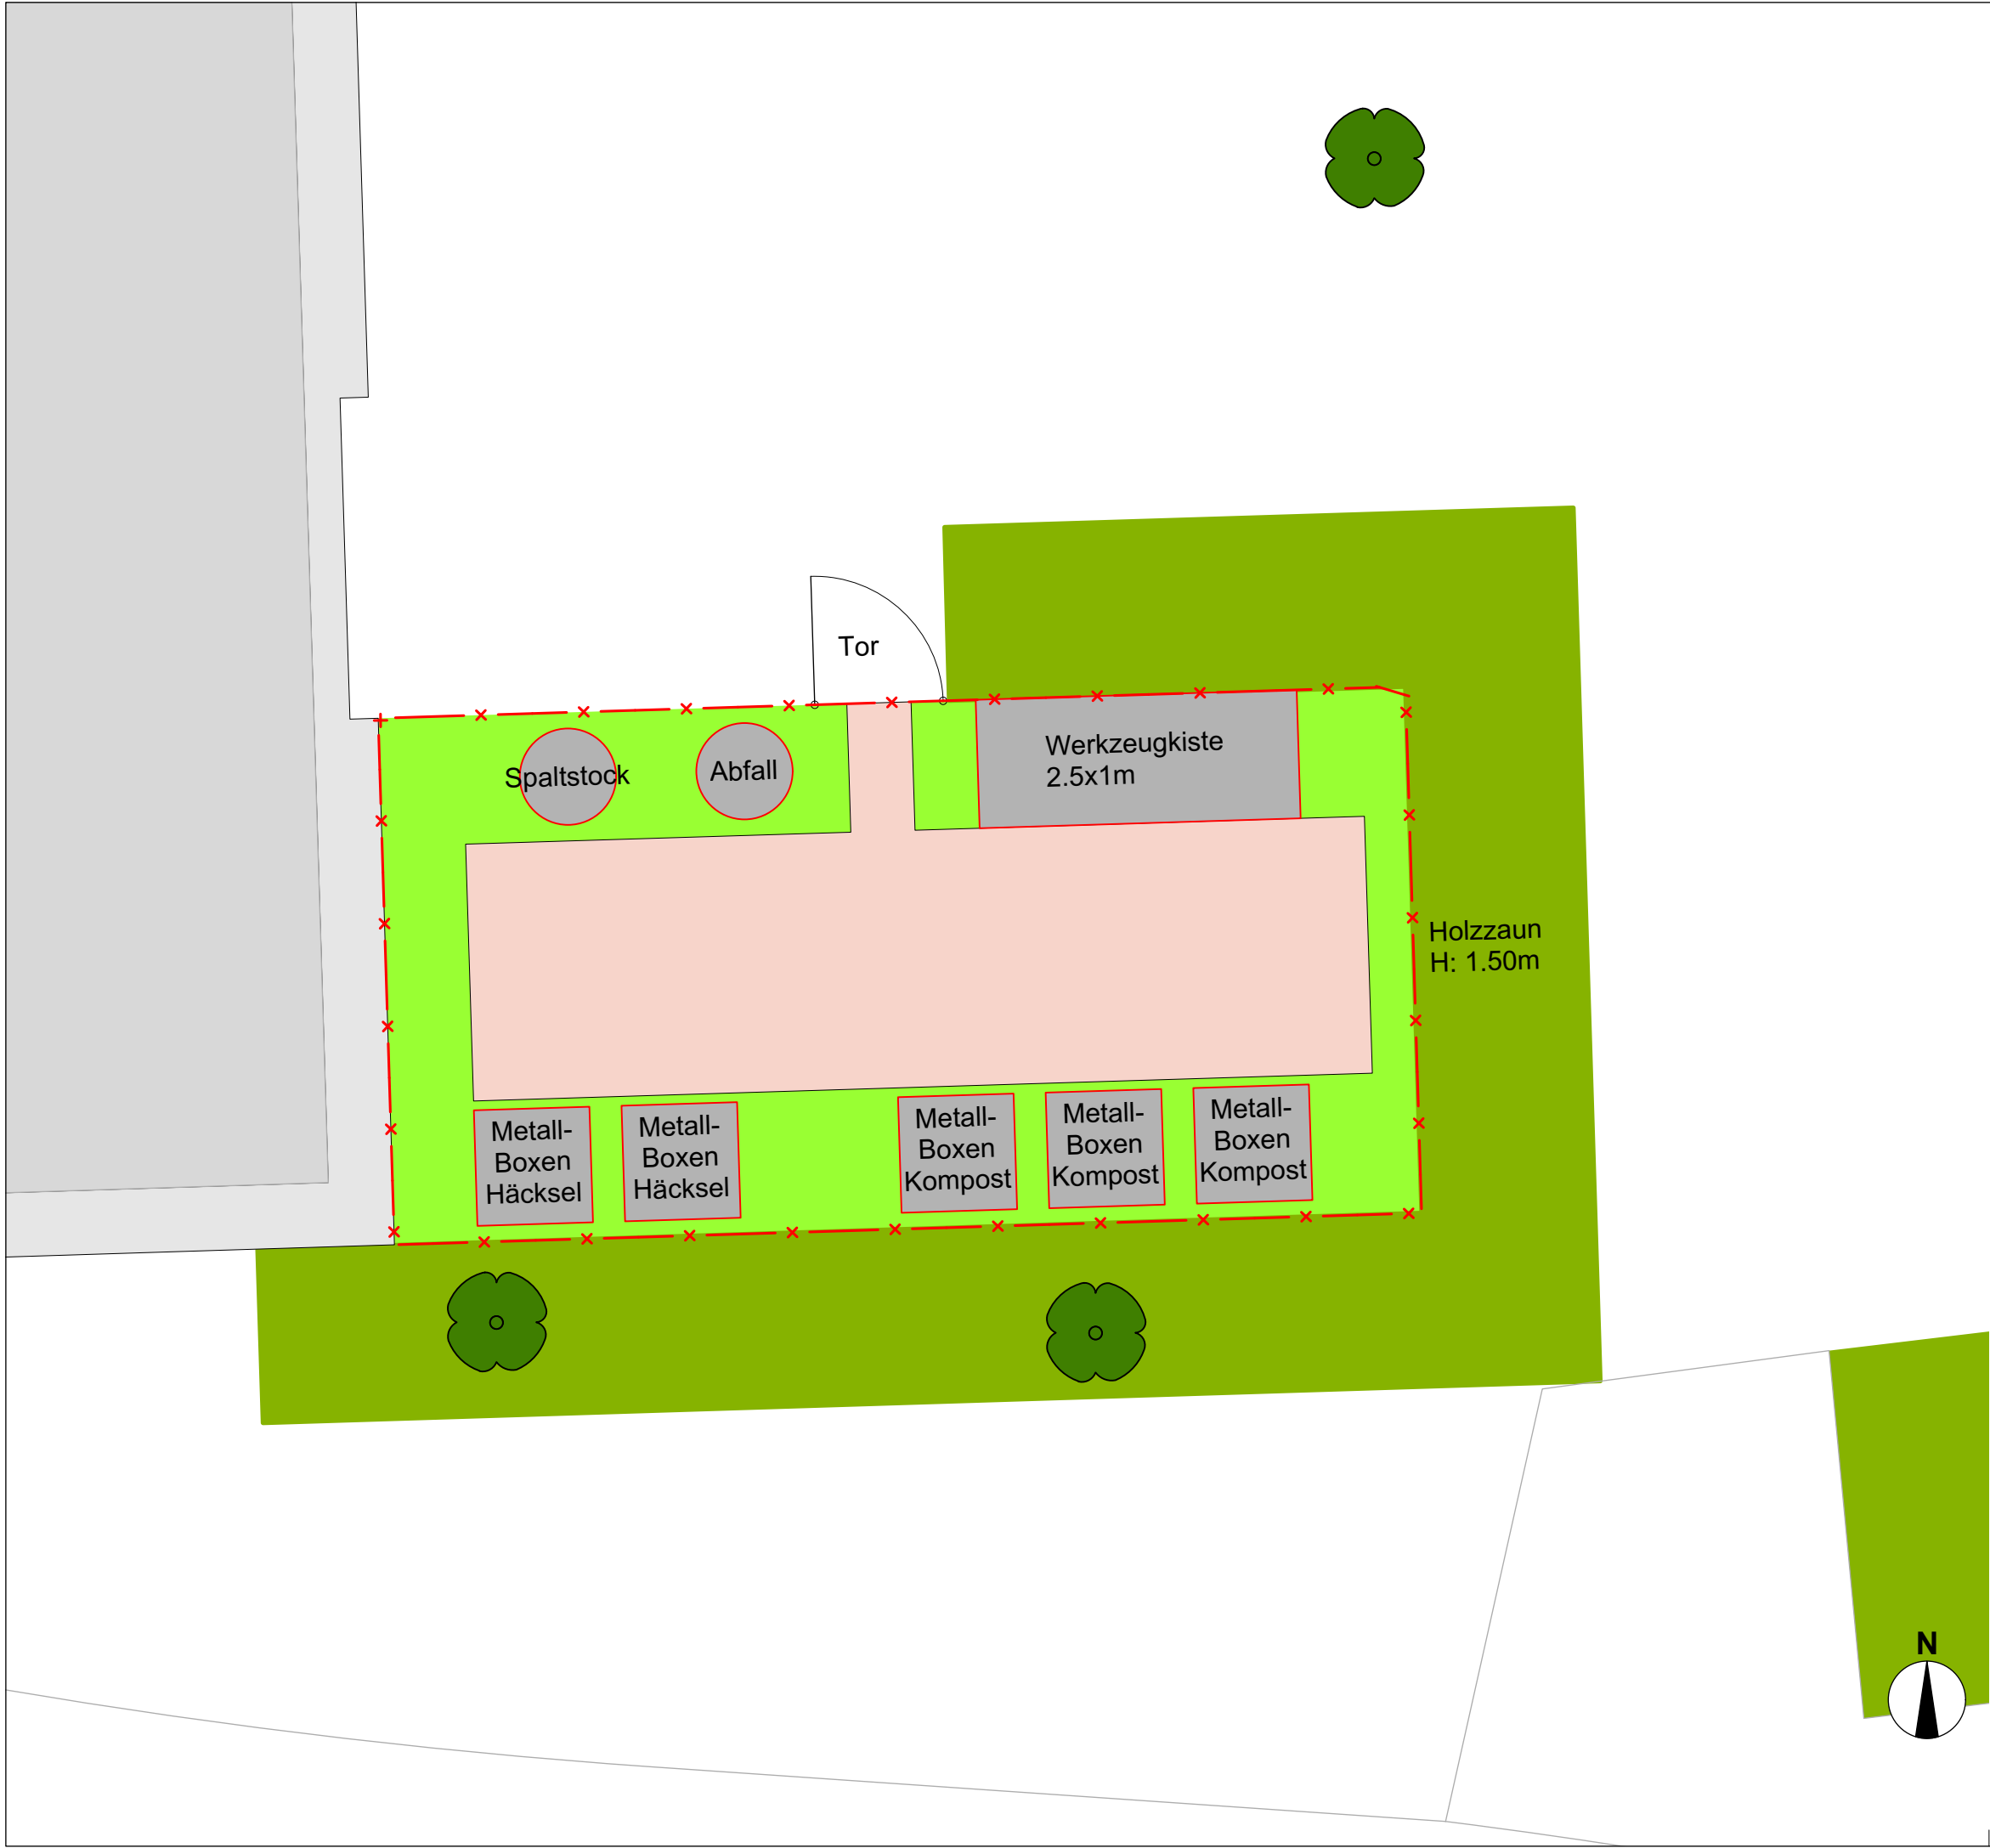 Tor
Spaltstock
Abfall
Werkzeugkiste
2.5x1m
Holzzaun
H: 1.50m
Metall-
Boxen
Häcksel
Metall-
Boxen
Häcksel
Metall-
Boxen
Kompost
Metall-
Boxen
Kompost
Metall-
Boxen
Kompost
N